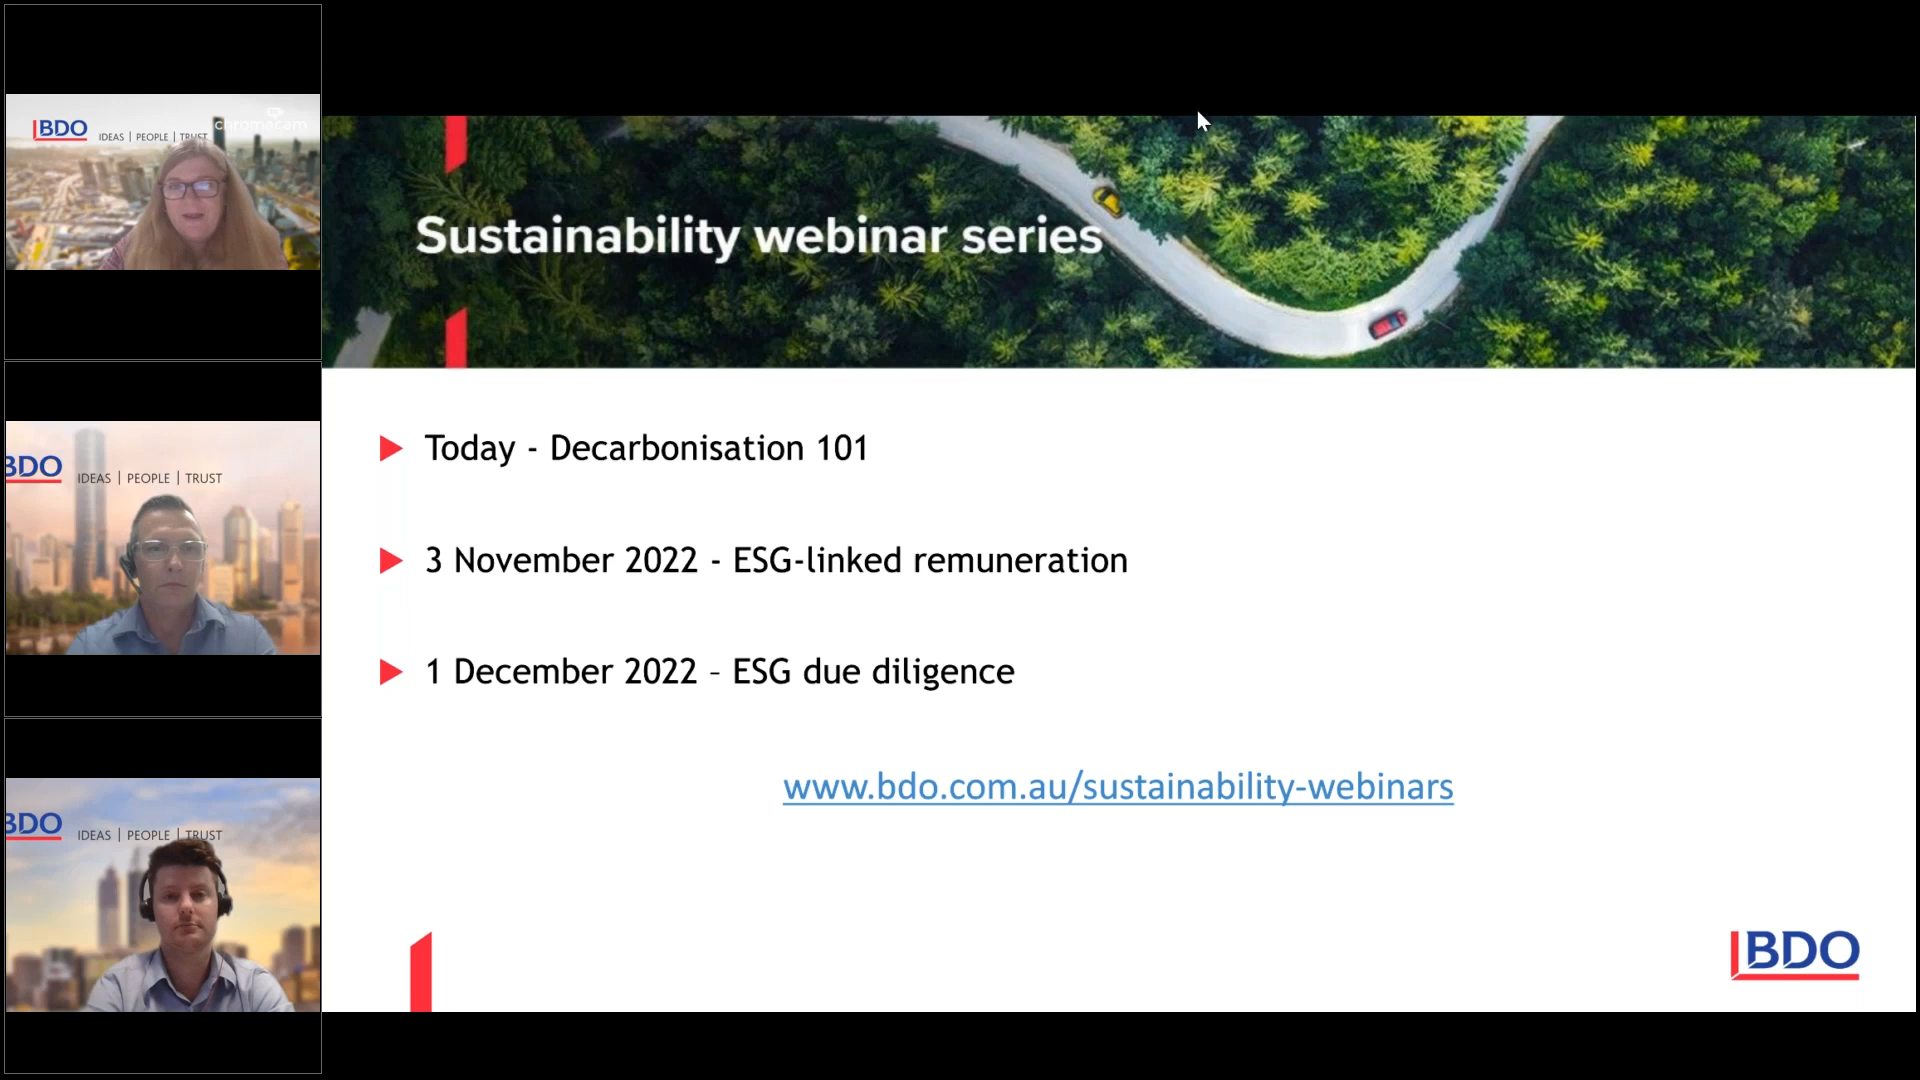 BDO IDEAS | PEOPLE | TRUST
chromacam
BDO IDEAS | PEOPLE | TRUST
BDO IDEAS | PEOPLE | TRUST
Sustainability webinar series
Today - Decarbonisation 101
3 November 2022 - ESG-linked remuneration
1 December 2022 – ESG due diligence
www.bdo.com.au/sustainability-webinars
BDO